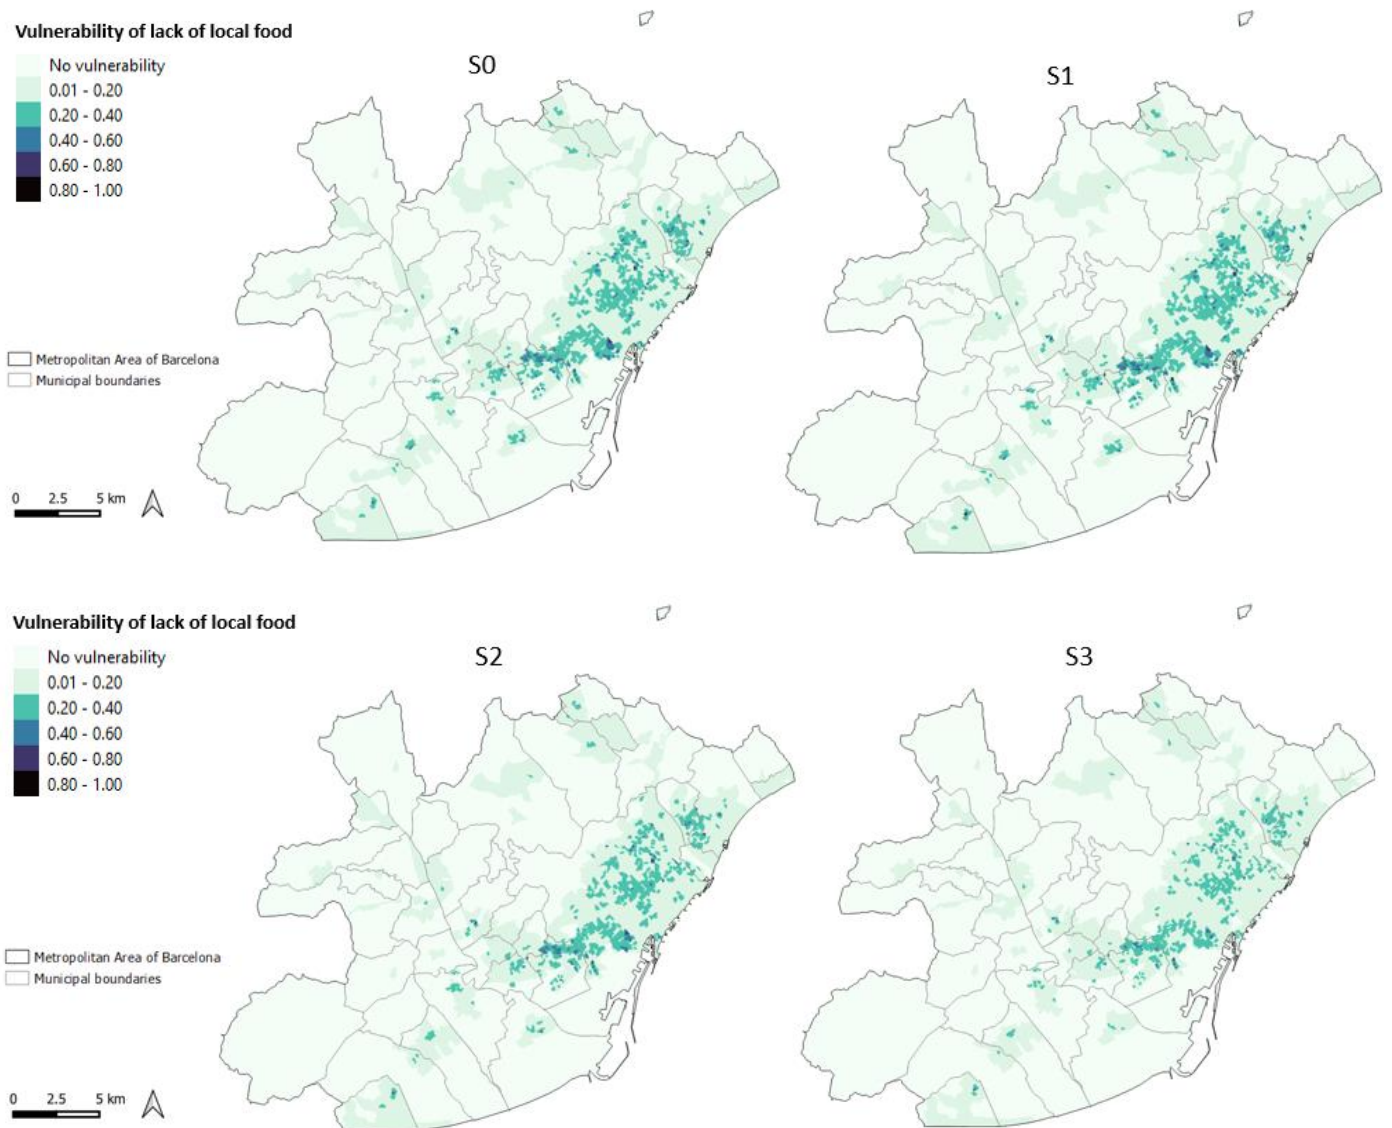 Vulnerability of lack of local food
No vulnerability
0.01 - 0.20
0.20 - 0.40
0.40 - 0.60
0.60 - 0.80
0.80 - 1.00
S0
S1
Metropolitan Area of Barcelona
Municipal boundaries
0 2.5 5 km
Vulnerability of lack of local food
No vulnerability
0.01 - 0.20
0.20 - 0.40
0.40 - 0.60
0.60 - 0.80
0.80 - 1.00
S2
S3
Metropolitan Area of Barcelona
Municipal boundaries
0 2.5 5 km